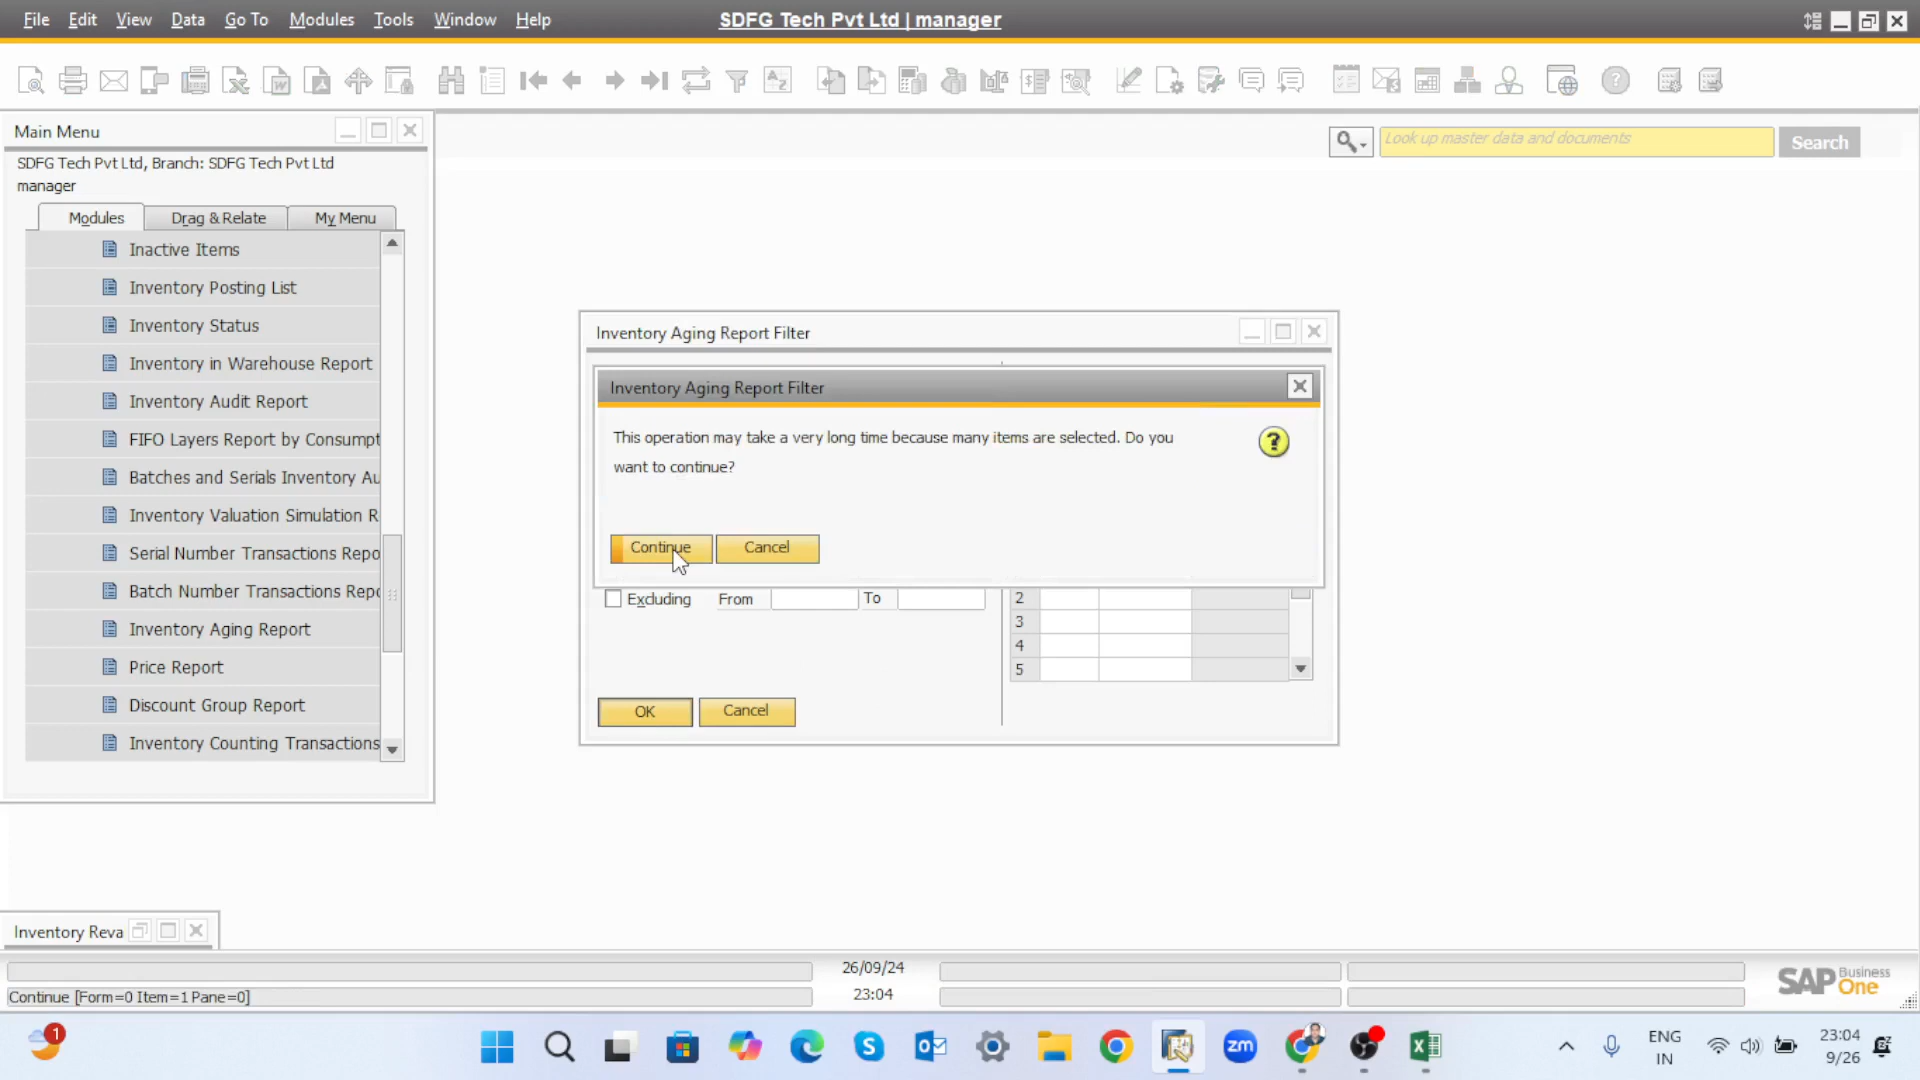 File Edit View Data Go To Modules Tools Window Help
SDFG Tech Pvt Ltd | manager
Main Menu
Look up master data and documents
Search
SDFG Tech Pvt Ltd, Branch: SDFG Tech Pvt Ltd
manager
Modules Drag & Relate My Menu
Inactive Items
Inventory Posting List
Inventory Status
Inventory in Warehouse Report
Inventory Audit Report
FIFO Layers Report by Consumpt
Batches and Serials Inventory Au
Inventory Valuation Simulation R
Serial Number Transactions Repo
Batch Number Transactions Repo
Inventory Aging Report
Price Report
Discount Group Report
Inventory Counting Transactions
Inventory Aging Report Filter
Inventory Aging Report Filter
This operation may take a very long time because many items are selected. Do you
want to continue?
Continue Cancel
Excluding From To
2
3
4
5
OK Cancel
Inventory Reva
26/09/24
Continue [Form=0 Item=1 Pane=0]
23:04
SAP Business One
1
zm
ENG
IN
23:04
9/26